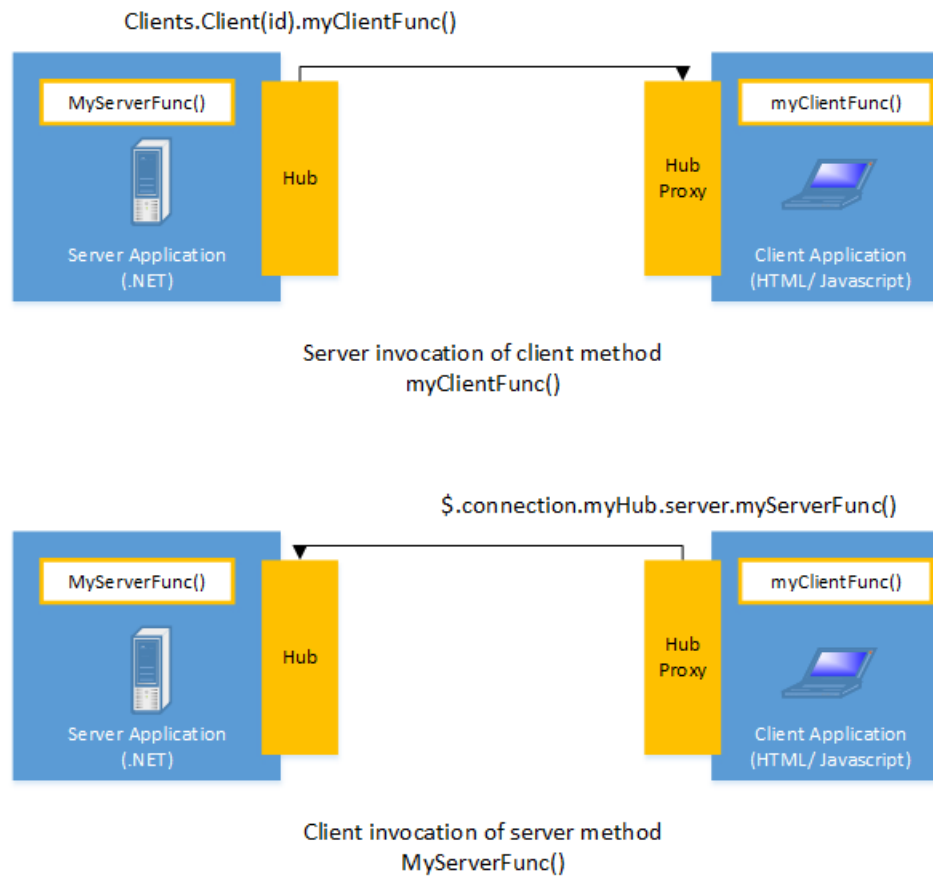 Clients.Client(id).myClientFunc()
MyServerFunc()
myClientFunc()
Hub
Hub
Proxy
Server Application
(.NET)
Client Application
(HTML/ Javascript)
Server invocation of client method
myClientFunc()
$.connection.myHub.server.myServerFunc()
MyServerFunc()
myClientFunc()
Hub
Hub
Proxy
Server Application
(.NET)
Client Application
(HTML/ Javascript)
Client invocation of server method
MyServerFunc()